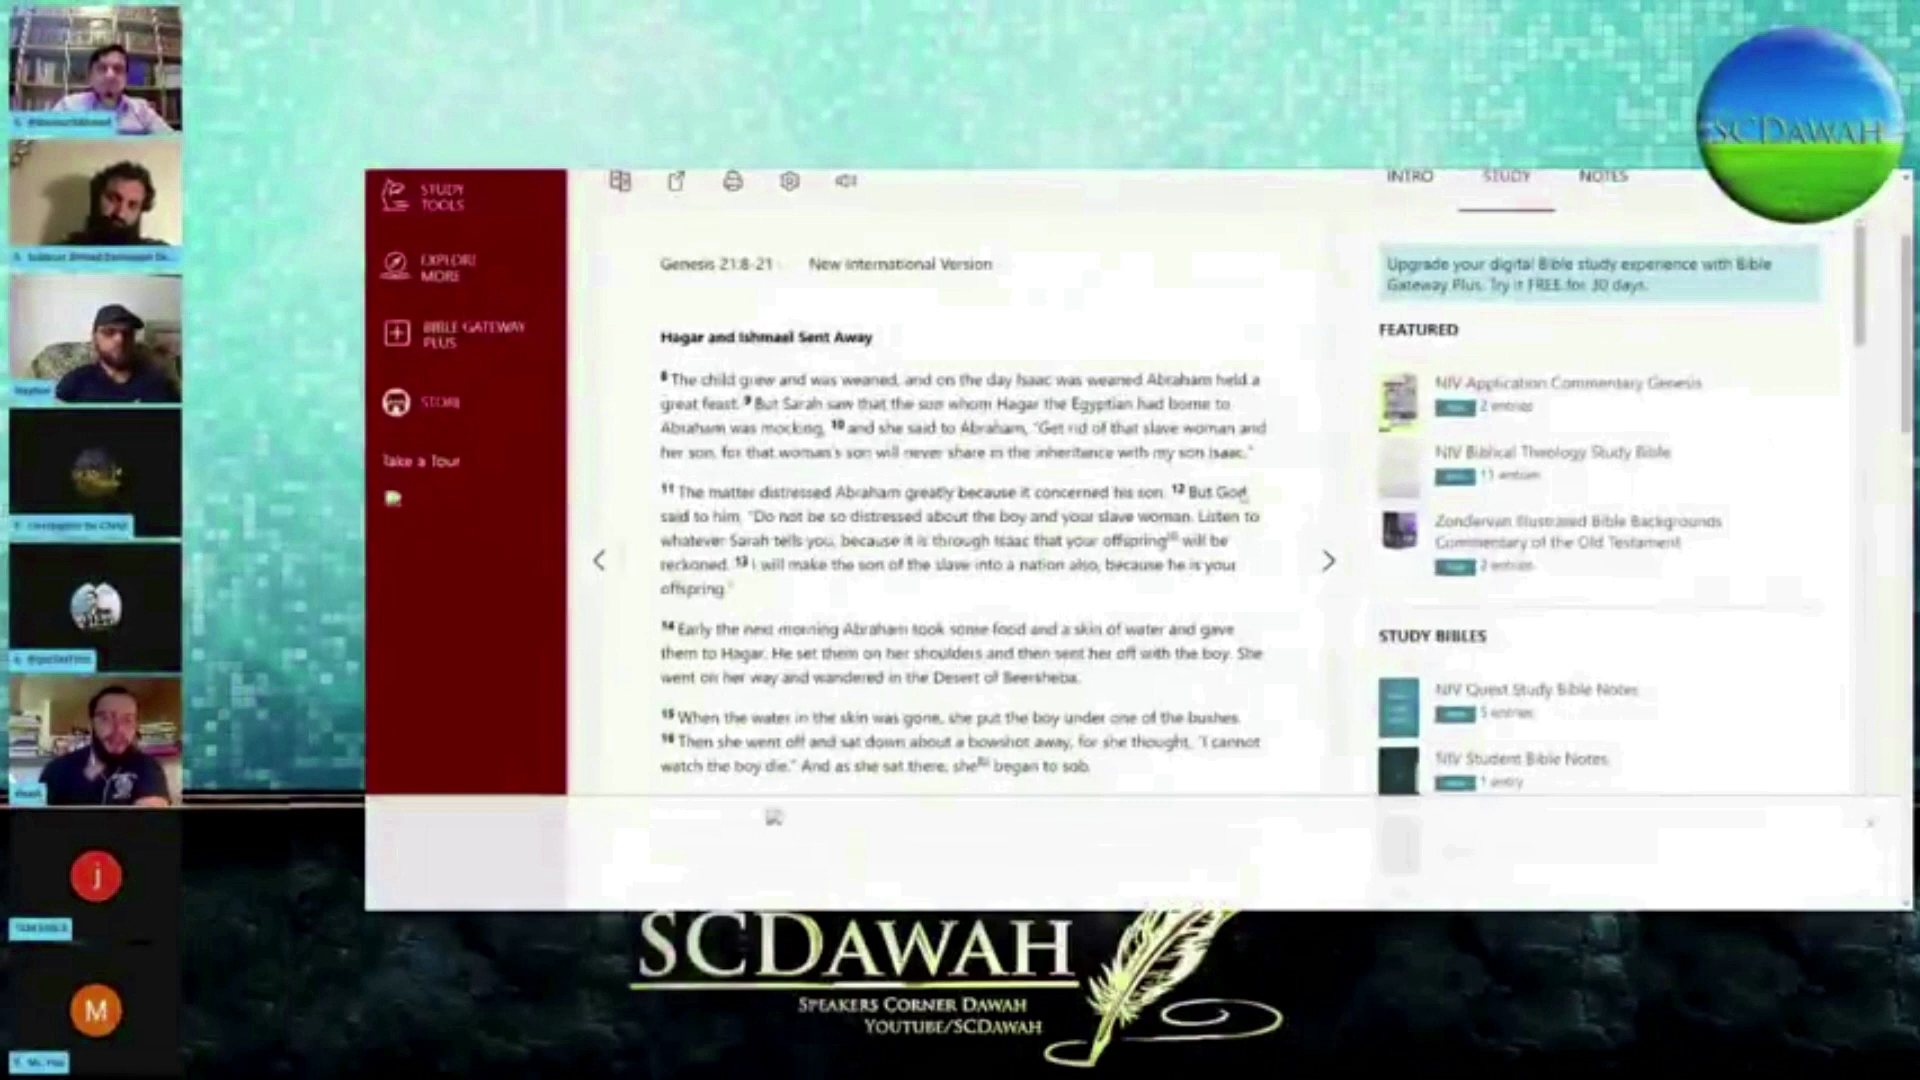 SCDAWAH
STUDY
TOOLS
EXPLORE
MORE
BIBLE GATEWAY
PLUS
STORE
Take a Tour
Genesis 21:8-21 New International Version
Hagar and Ishmael Sent Away
8 The child grew and was weaned, and on the day Isaac was weaned Abraham held a
great feast. 9 But Sarah saw that the son whom Hagar the Egyptian had borne to
Abraham was mocking, 10 and she said to Abraham, "Get rid of that slave woman and
her son, for that woman's son will never share in the inheritance with my son Isaac."
11 The matter distressed Abraham greatly because it concerned his son. 12 But God
said to him, "Do not be so distressed about the boy and your slave woman. Listen to
whatever Sarah tells you, because it is through Isaac that your offspring[a] will be
reckoned. 13 I will make the son of the slave into a nation also, because he is your
offspring."
14 Early the next morning Abraham took some food and a skin of water and gave
them to Hagar. He set them on her shoulders and then sent her off with the boy. She
went on her way and wandered in the Desert of Beersheba.
15 When the water in the skin was gone, she put the boy under one of the bushes.
16 Then she went off and sat down about a bowshot away, for she thought, "I cannot
watch the boy die." And as she sat there, she[b] began to sob.
INTRO STUDY NOTES
Upgrade your digital Bible study experience with Bible
Gateway Plus. Try it FREE for 30 days.
FEATURED
NIV Application Commentary Genesis
2 entries
NIV Biblical Theology Study Bible
11 entries
Zondervan Illustrated Bible Backgrounds
Commentary of the Old Testament
2 entries
STUDY BIBLES
NIV Quest Study Bible Notes
5 entries
NIV Student Bible Notes
1 entry
j
M
SCDAWAH
SPEAKERS CORNER DAWAH
YOUTUBE/SCDAWAH